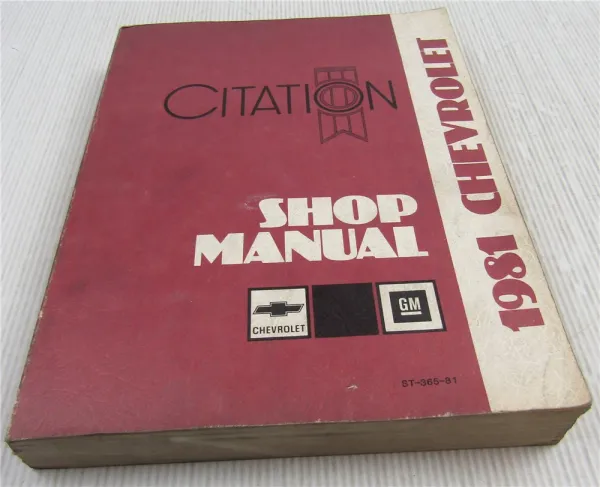 CITATION
SHOP
MANUAL
CHEVROLET
GM
ST-365-81
1981 CHEVROLET